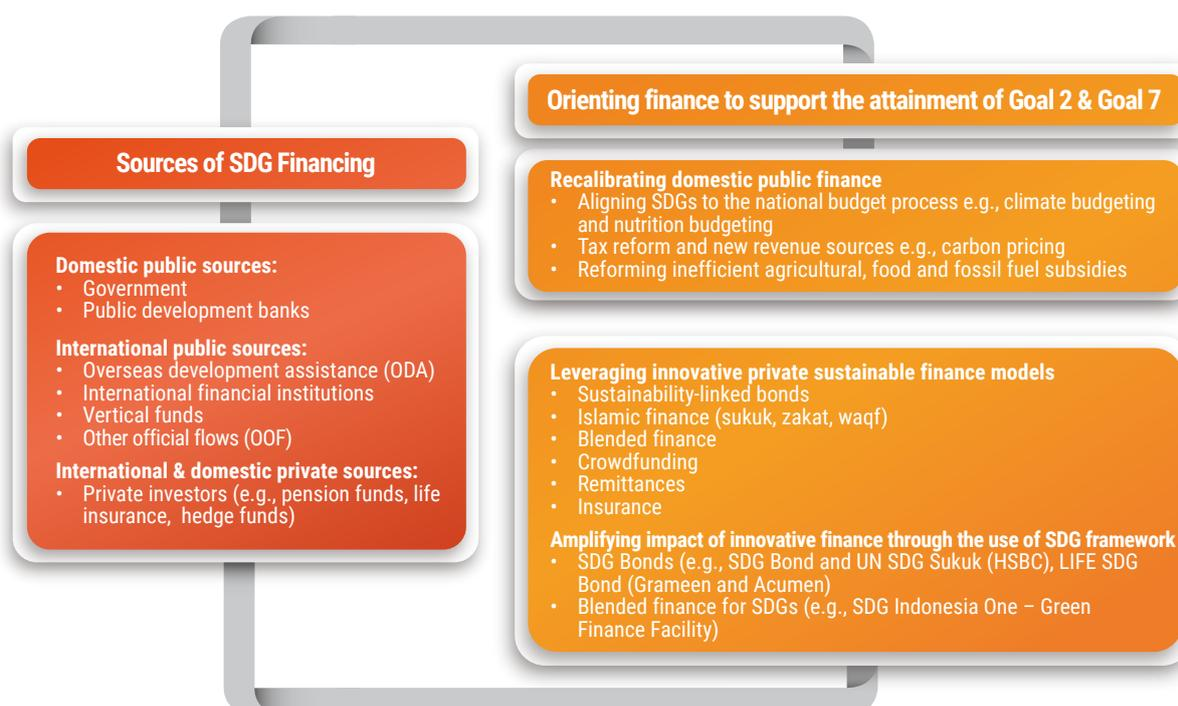 Sources of SDG Financing
Domestic public sources:
• Government
• Public development banks
International public sources:
• Overseas development assistance (ODA)
• International financial institutions
• Vertical funds
• Other official flows (OOF)
International & domestic private sources:
• Private investors (e.g., pension funds, life
insurance, hedge funds)
Orienting finance to support the attainment of Goal 2 & Goal 7
Recalibrating domestic public finance
• Aligning SDGs to the national budget process e.g., climate budgeting
and nutrition budgeting
• Tax reform and new revenue sources e.g., carbon pricing
• Reforming inefficient agricultural, food and fossil fuel subsidies
Leveraging innovative private sustainable finance models
• Sustainability-linked bonds
• Islamic finance (sukuk, zakat, waqf)
• Blended finance
• Crowdfunding
• Remittances
• Insurance
Amplifying impact of innovative finance through the use of SDG framework
• SDG Bonds (e.g., SDG Bond and UN SDG Sukuk (HSBC), LIFE SDG
Bond (Grameen and Acumen)
• Blended finance for SDGs (e.g., SDG Indonesia One – Green
Finance Facility)